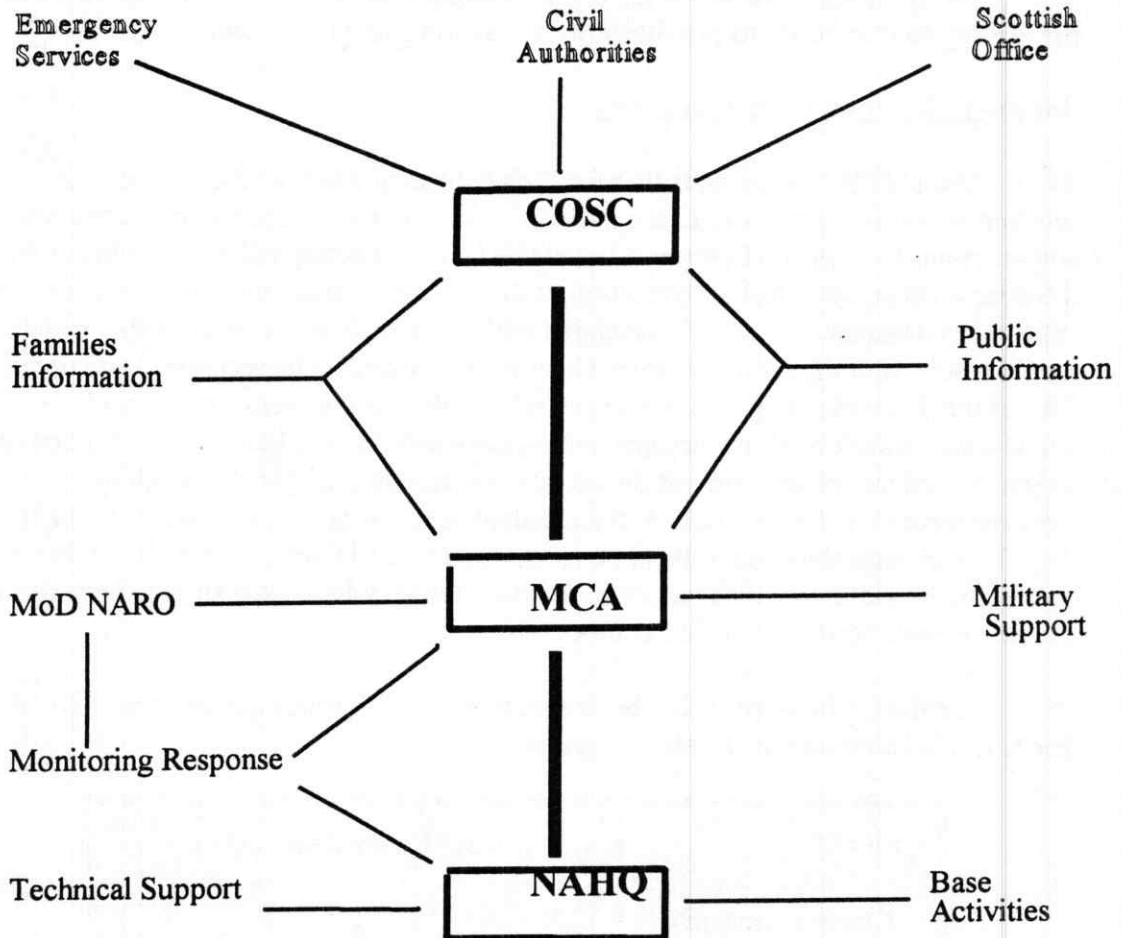 Emergency
Services
Civil
Authorities
Scottish
Office
COSC
Families
Information
Public
Information
MoD NARO
MCA
Military
Support
Monitoring Response
Technical Support
NAHQ
Base
Activities